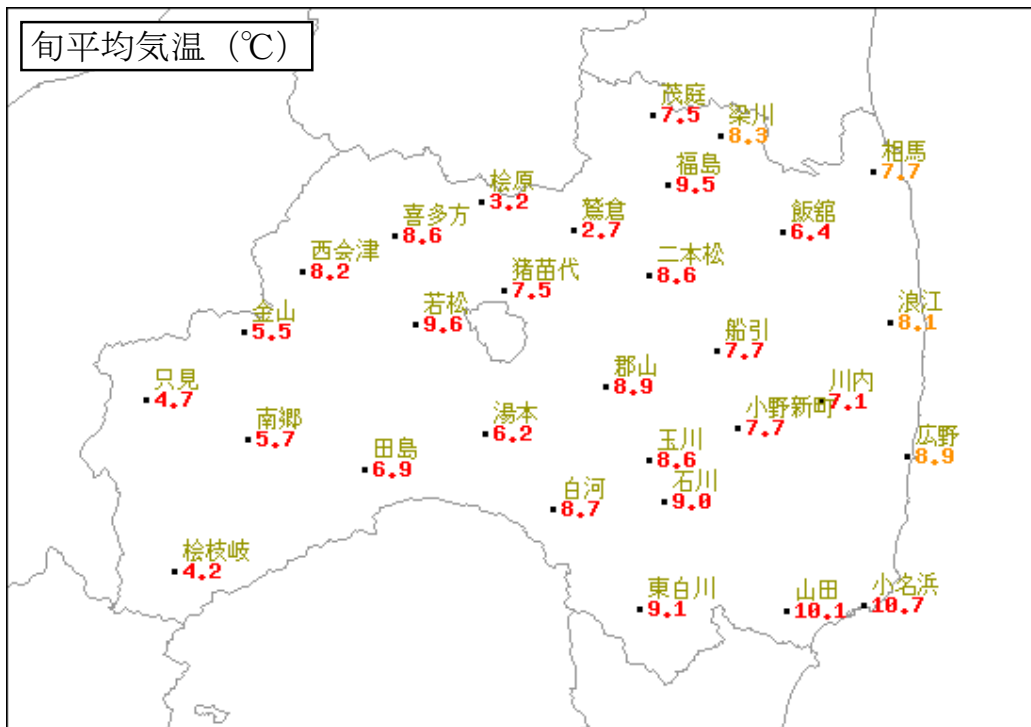 旬平均気温（℃）
茂庭
7.5
梁川
8.3
相馬
7.7
福島
9.5
桧原
3.2
喜多方
8.6
鷲倉
2.7
飯舘
6.4
西会津
8.2
二本松
8.6
猪苗代
7.5
金山
5.5
若松
9.6
浪江
8.1
船引
7.7
只見
4.7
郡山
8.9
川内
7.1
南郷
5.7
湯本
6.2
小野新町
7.7
田島
6.9
玉川
8.6
広野
8.9
石川
9.0
白河
8.7
桧枝岐
4.2
東白川
9.1
山田
10.1
小名浜
10.7